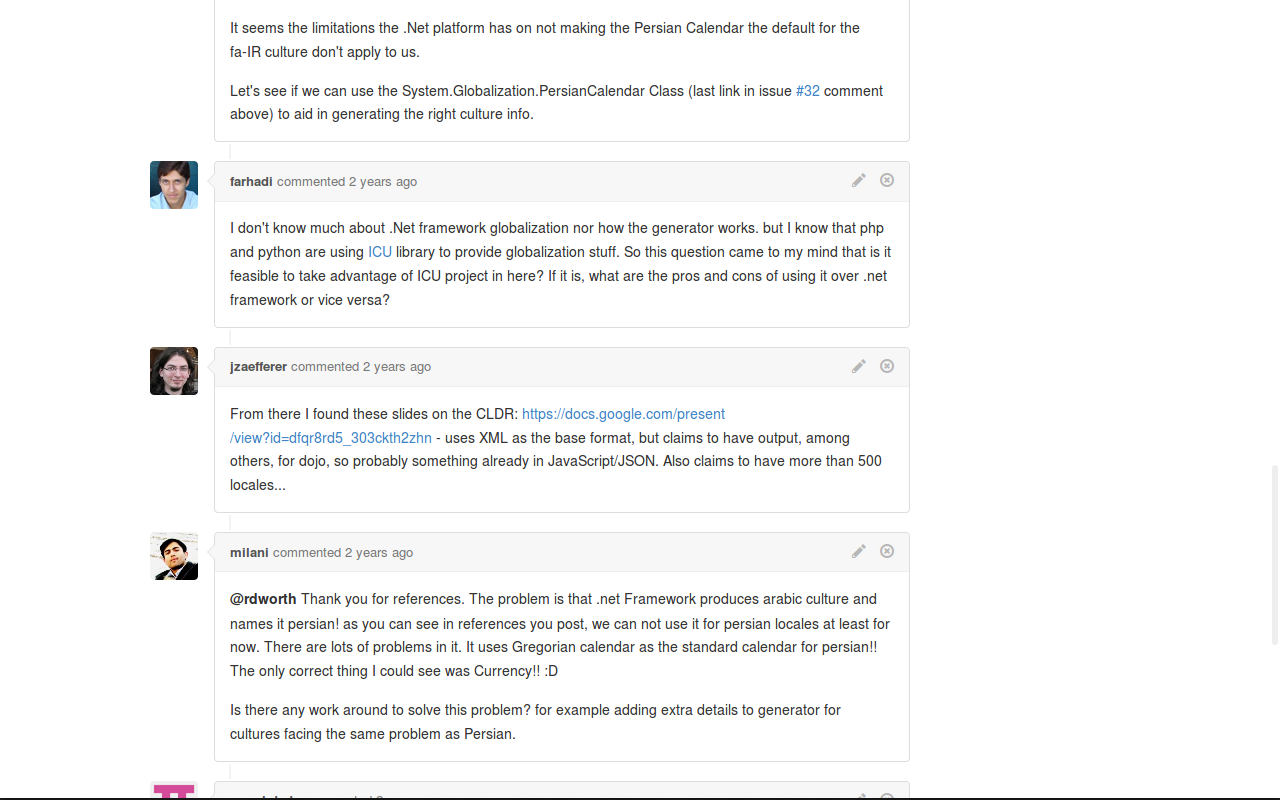 It seems the limitations the .Net platform has on not making the Persian Calendar the default for the
fa-IR culture don't apply to us.
Let's see if we can use the System.Globalization.PersianCalendar Class (last link in issue #32 comment
above) to aid in generating the right culture info.
farhadi commented 2 years ago
I don't know much about .Net framework globalization nor how the generator works. but I know that php
and python are using ICU library to provide globalization stuff. So this question came to my mind that is it
feasible to take advantage of ICU project in here? If it is, what are the pros and cons of using it over .net
framework or vice versa?
jzaefferer commented 2 years ago
From there I found these slides on the CLDR: https://docs.google.com/present
/view?id=dfqr8rd5_303ckth2zhn - uses XML as the base format, but claims to have output, among
others, for dojo, so probably something already in JavaScript/JSON. Also claims to have more than 500
locales...
milani commented 2 years ago
@rdworth Thank you for references. The problem is that .net Framework produces arabic culture and
names it persian! as you can see in references you post, we can not use it for persian locales at least for
now. There are lots of problems in it. It uses Gregorian calendar as the standard calendar for persian!!
The only correct thing I could see was Currency!! :D
Is there any work around to solve this problem? for example adding extra details to generator for
cultures facing the same problem as Persian.